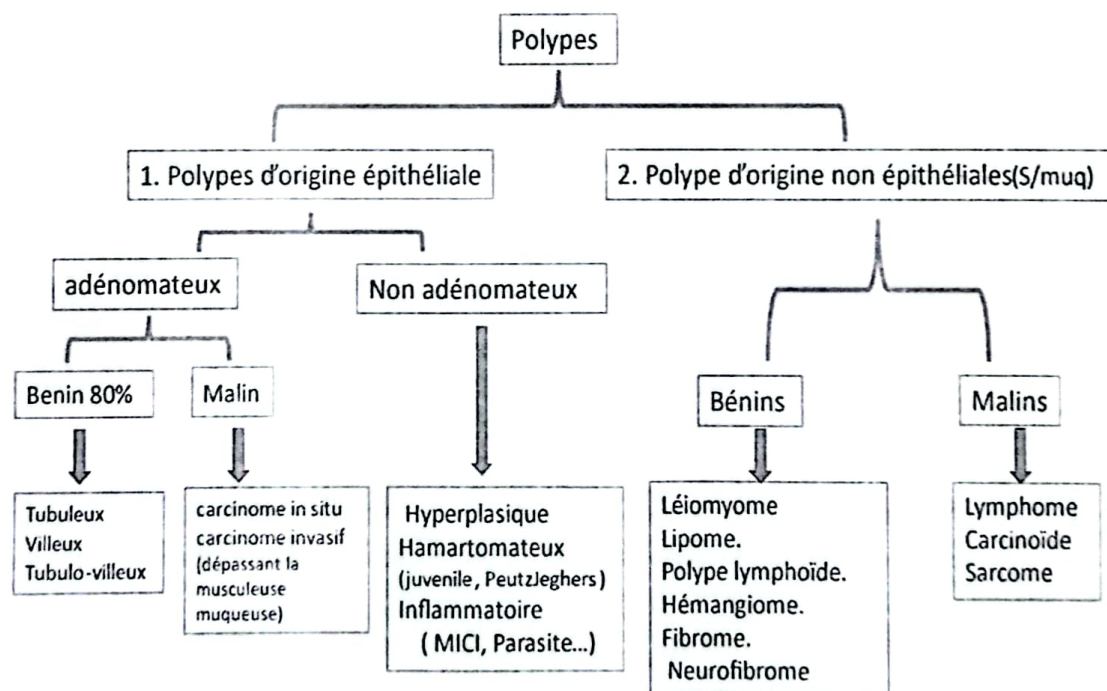 Polypes
1. Polypes d'origine épithéliale
2. Polype d'origine non épithéliales(S/muq)
adénomateux
Non adénomateux
Benin 80%
Malin
Bénins
Malins
Tubuleux
Villeux
Tubulo-villeux
carcinome in situ
carcinome invasif
(dépassant la
musculeuse
muqueuse)
Hyperplasique
Hamartomateux
(juvenile, PeutzJeghers)
Inflammatoire
( MICI, Parasite...)
Léiomyome
Lipome.
Polype lymphoïde.
Hémangiome.
Fibrome.
Neurofibrome
Lymphome
Carcinoïde
Sarcome